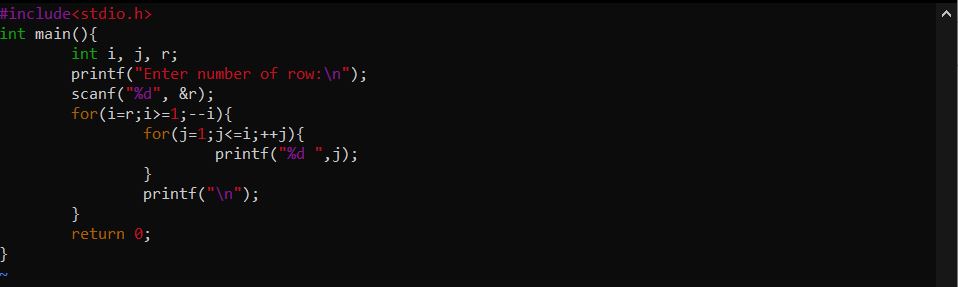 #include<stdio.h>
int main(){
        int i, j, r;
        printf("Enter number of row:\n");
        scanf("%d", &r);
        for(i=r;i>=1;--i){
                for(j=1;j<=i;++j){
                        printf("%d ",j);
                }
                printf("\n");
        }
        return 0;
}
~